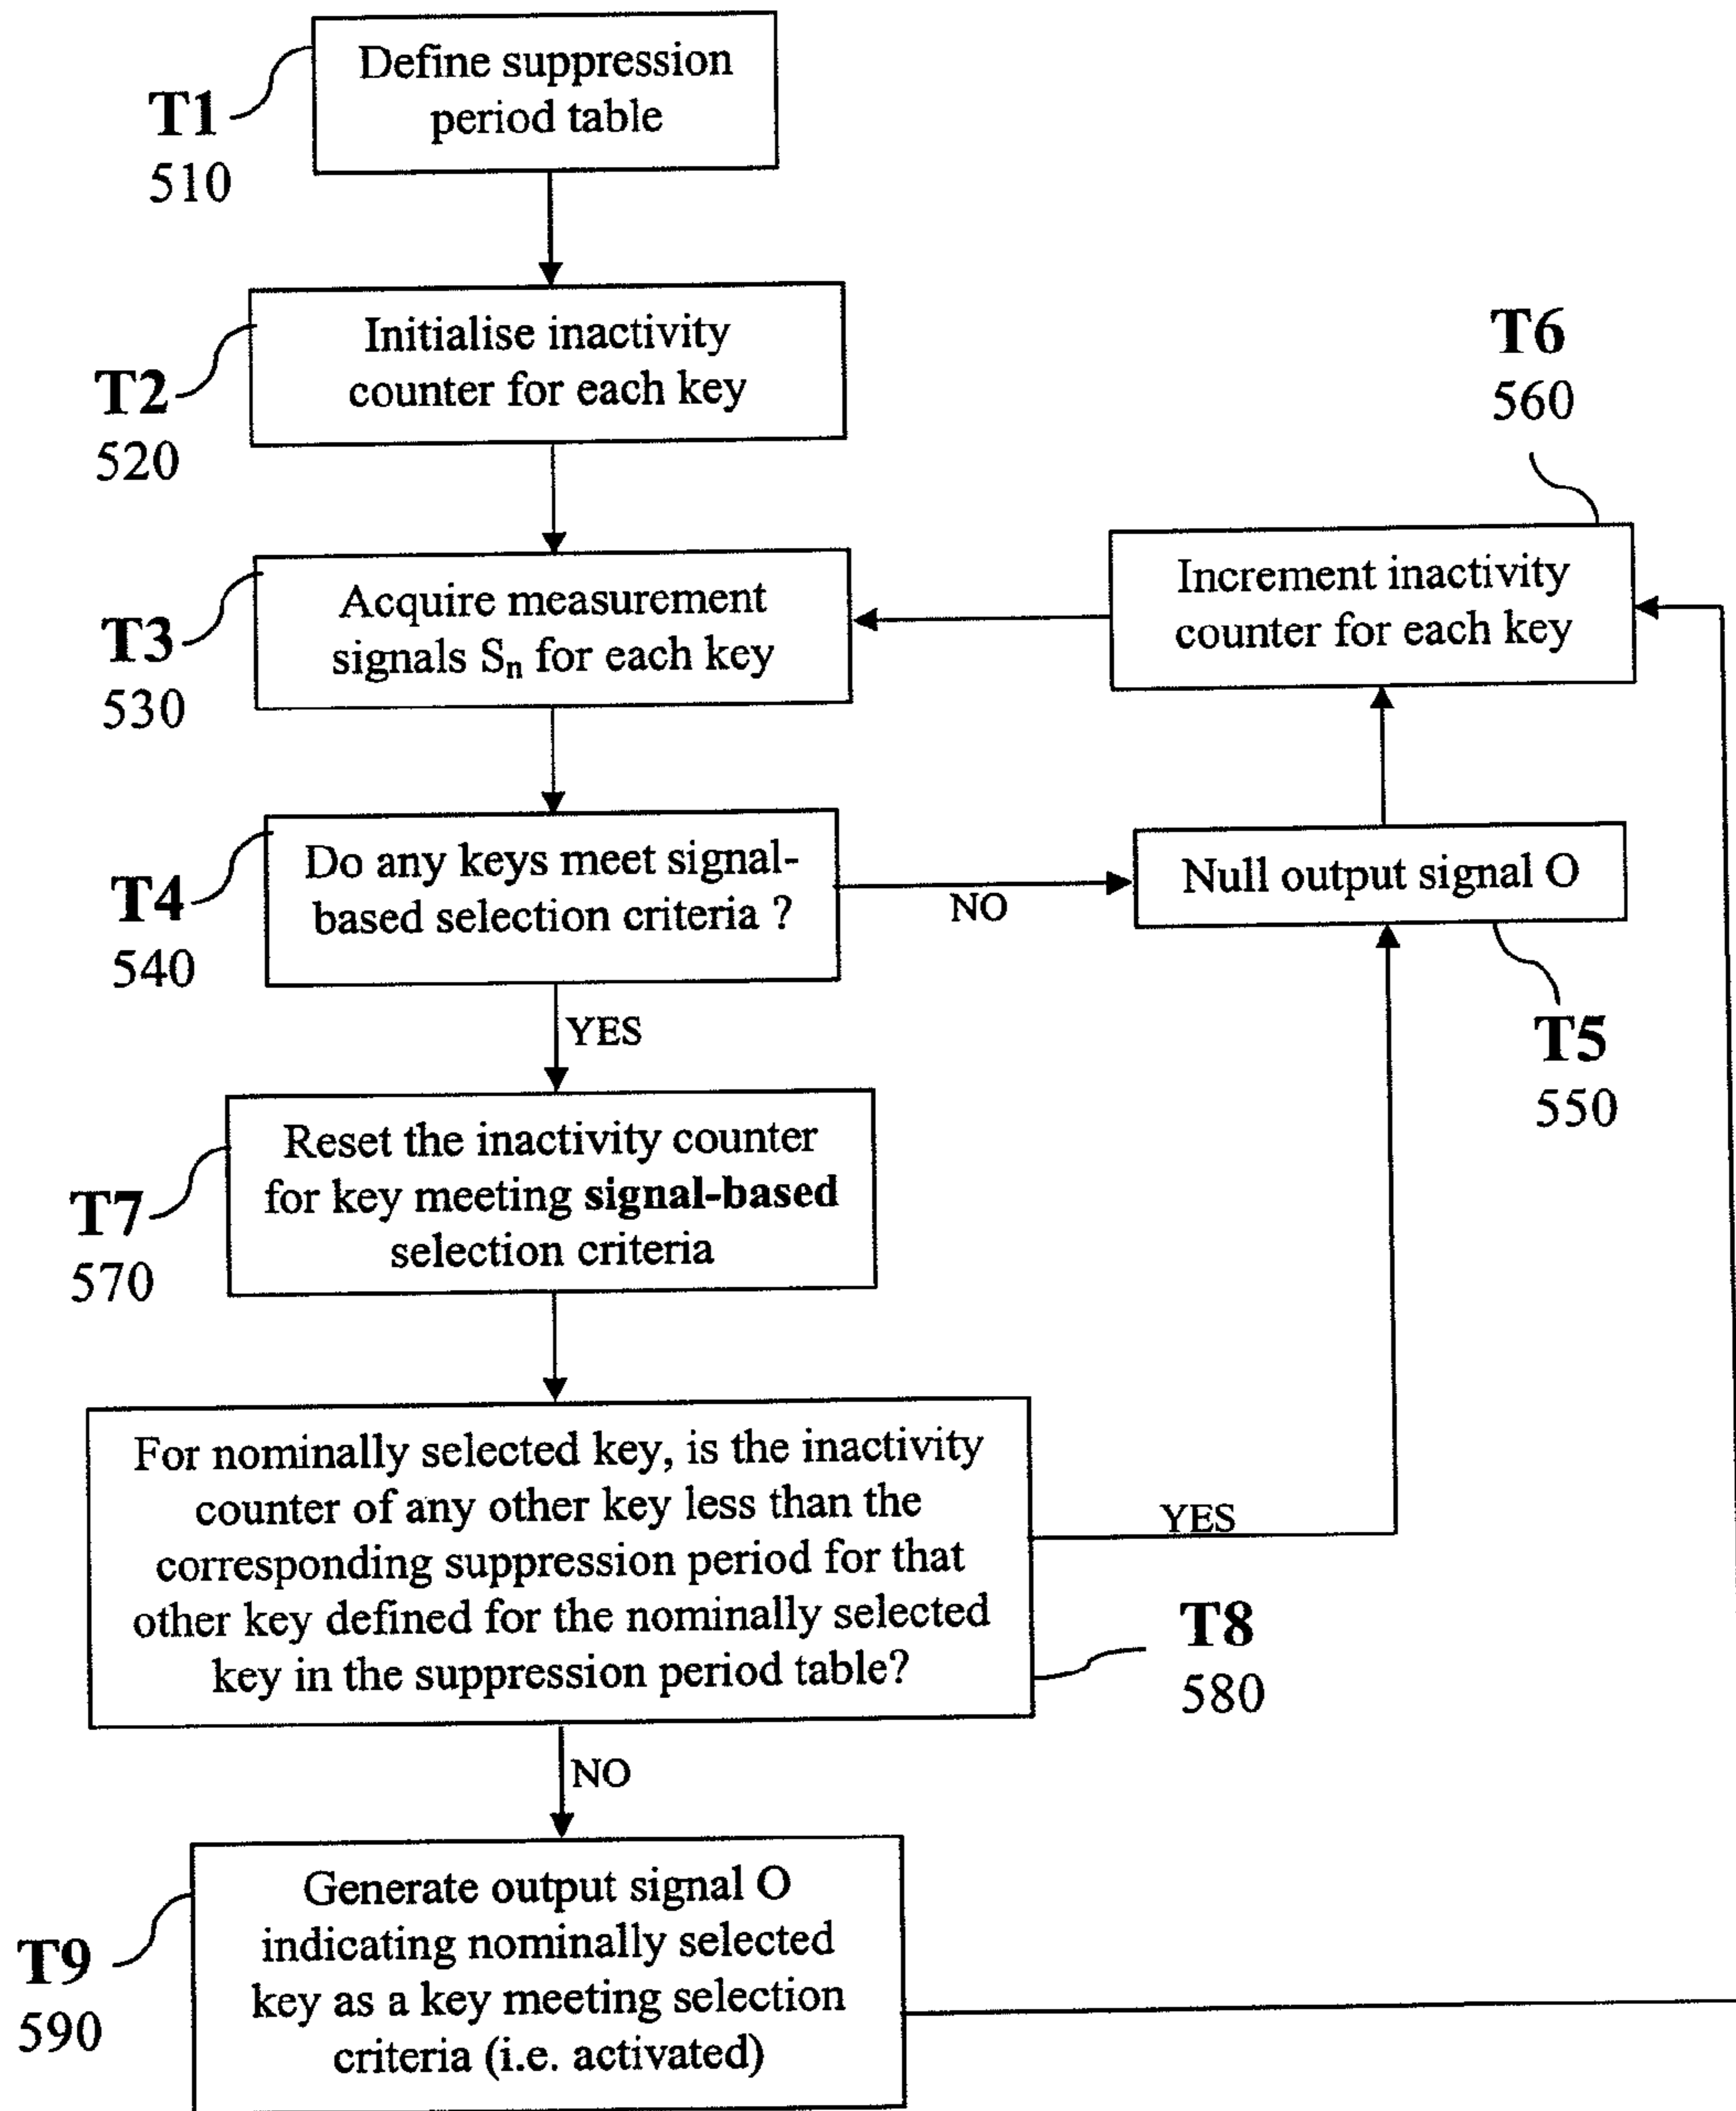 Define suppression
period table
T1
510
Initialise inactivity
counter for each key
T2
520
T6
560
Acquire measurement
signals Sₙ for each key
T3
530
Increment inactivity
counter for each key
Do any keys meet signal-
based selection criteria ?
T4
540
NO
Null output signal O
T5
550
YES
Reset the inactivity counter
for key meeting signal-based
selection criteria
T7
570
For nominally selected key, is the inactivity
counter of any other key less than the
corresponding suppression period for that
other key defined for the nominally selected
key in the suppression period table?
YES
T8
580
NO
Generate output signal O
indicating nominally selected
key as a key meeting selection
criteria (i.e. activated)
T9
590